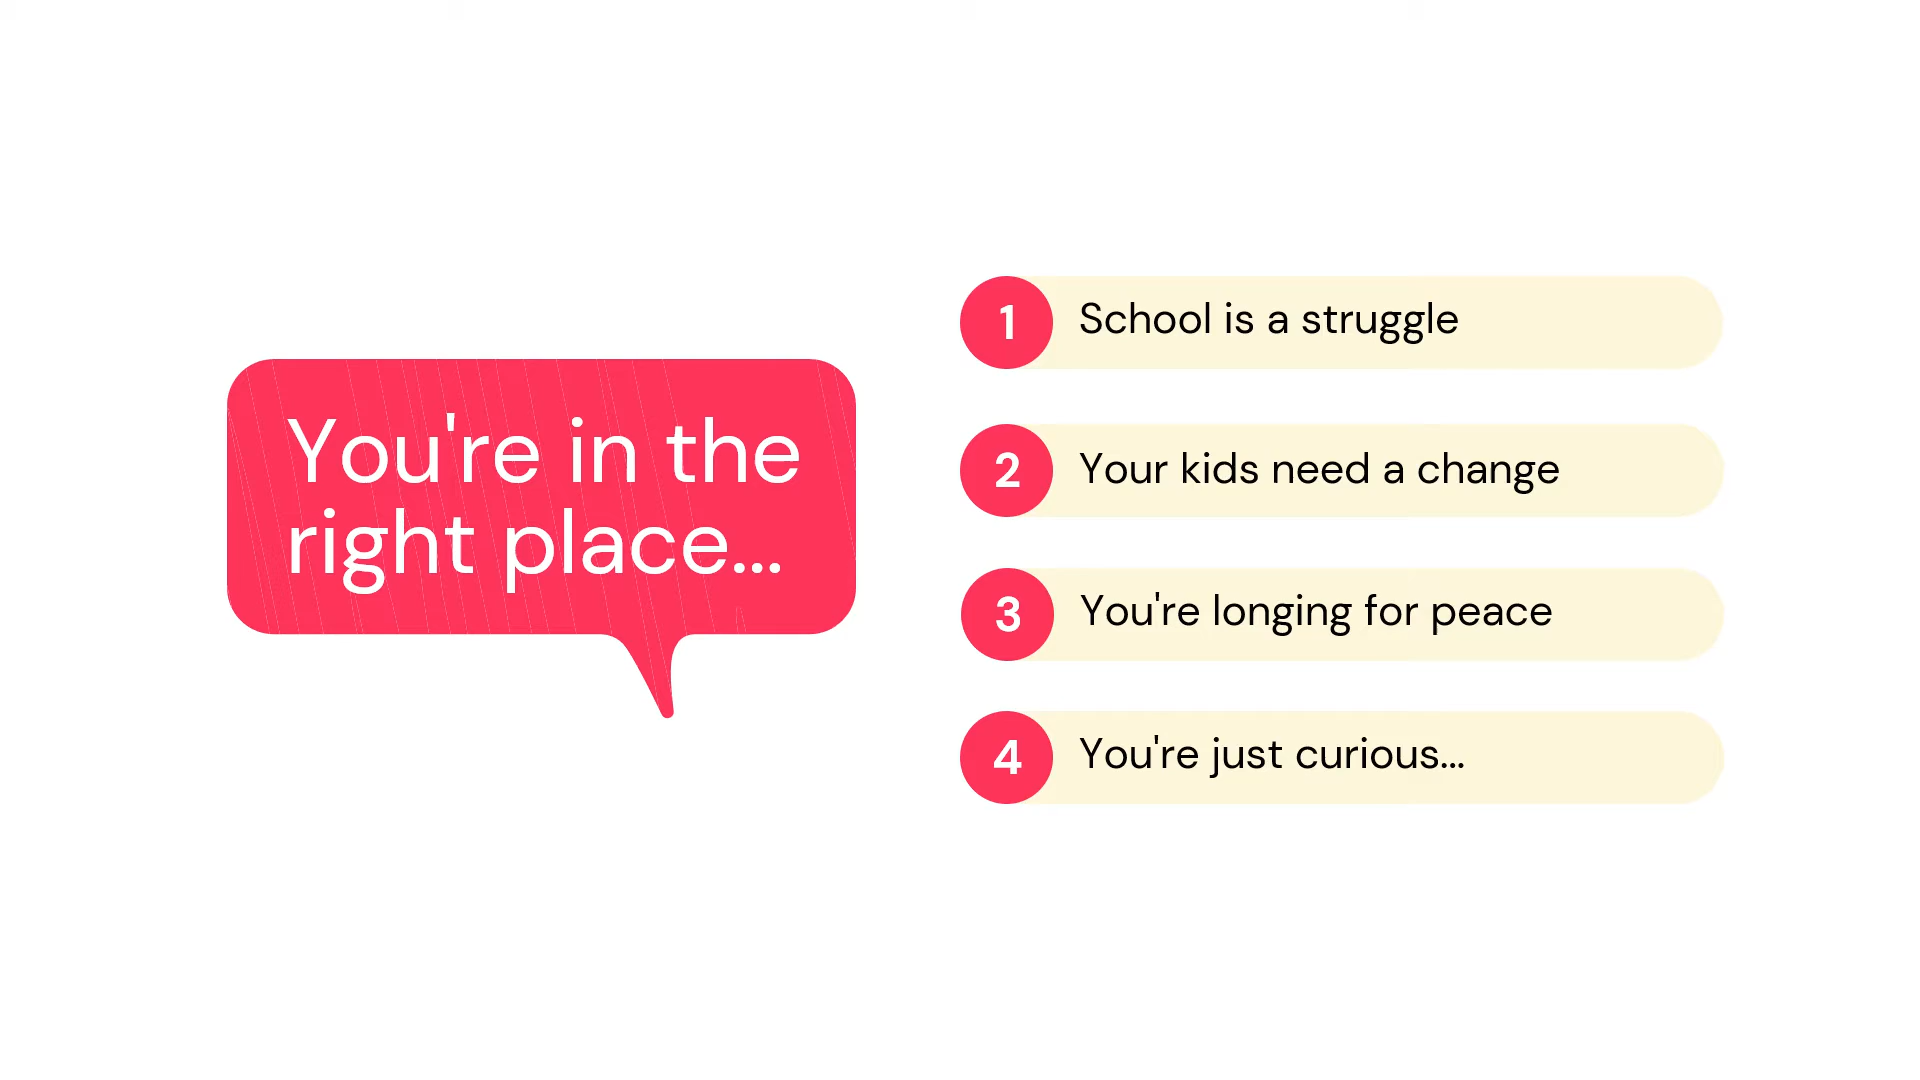 You're in the
right place...
1 School is a struggle
2 Your kids need a change
3 You're longing for peace
4 You're just curious...